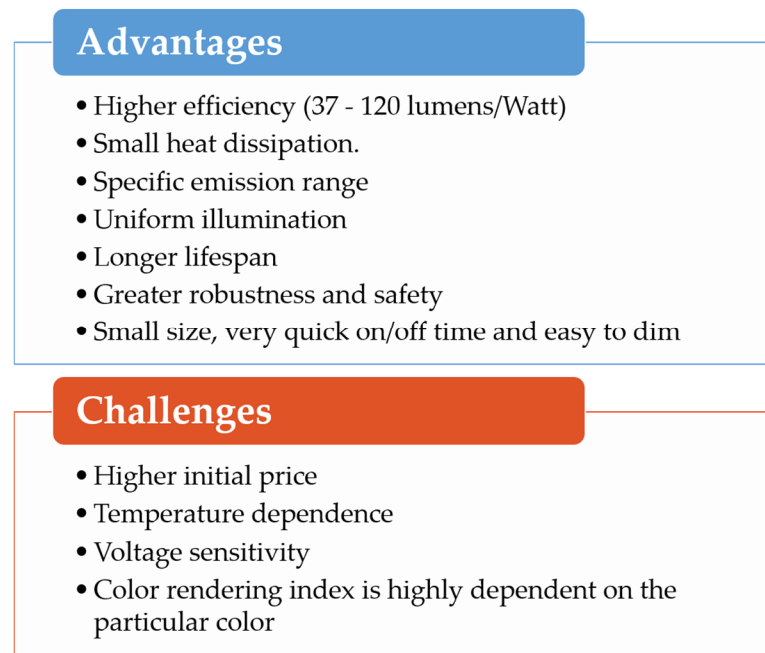 Advantages
• Higher efficiency (37 - 120 lumens/Watt)
• Small heat dissipation.
• Specific emission range
• Uniform illumination
• Longer lifespan
• Greater robustness and safety
• Small size, very quick on/off time and easy to dim
Challenges
• Higher initial price
• Temperature dependence
• Voltage sensitivity
• Color rendering index is highly dependent on the
particular color